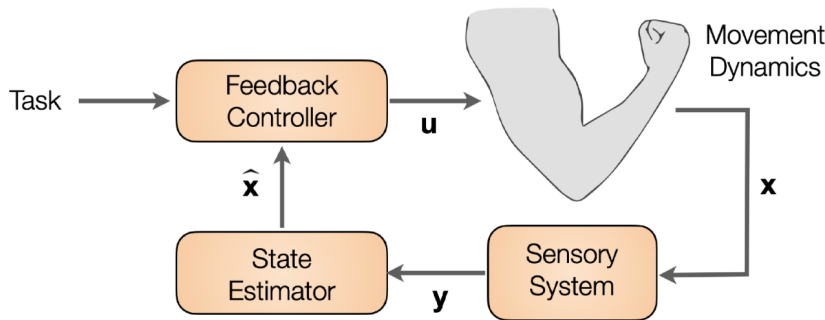 Movement
Dynamics
Task
Feedback
Controller
u
x̂
x
State
Estimator
y
Sensory
System